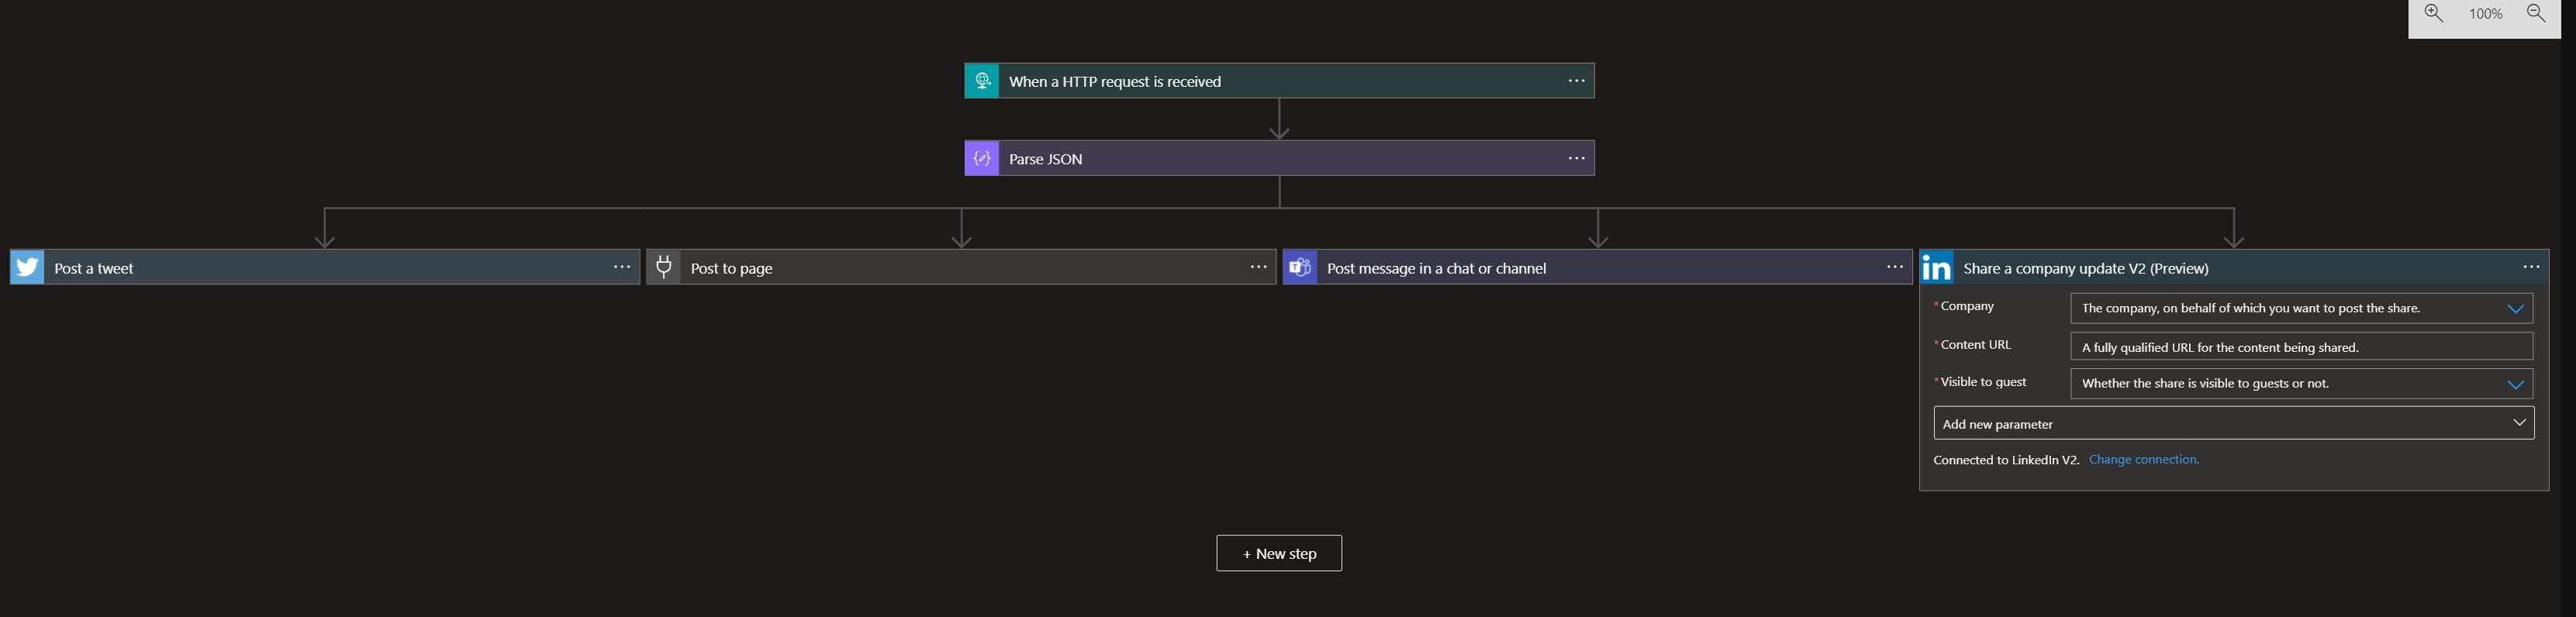 100%
When a HTTP request is received
Parse JSON
Post a tweet
Post to page
Post message in a chat or channel
in Share a company update V2 (Preview)
* Company The company, on behalf of which you want to post the share.
* Content URL A fully qualified URL for the content being shared.
* Visible to guest Whether the share is visible to guests or not.
Add new parameter
Connected to LinkedIn V2. Change connection.
+ New step